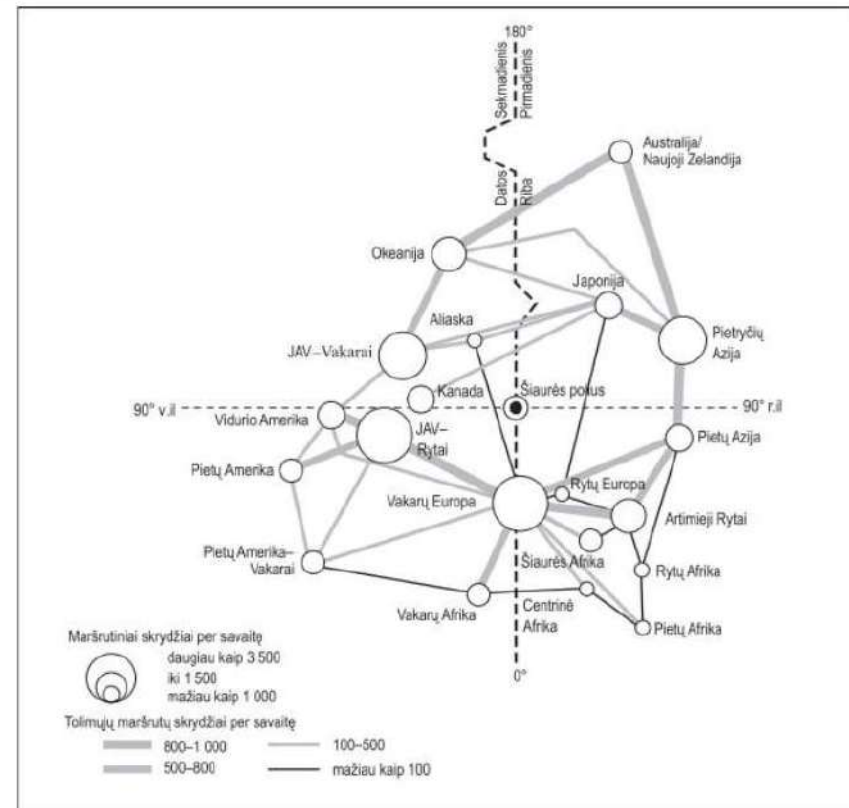 180°
Sekmadienis
Pirmadienis
Datos
Riba
Australija/
Naujoji Zelandija
Okeanija
Japonija
Aliaska
Pietryčių
Azija
JAV–Vakarai
Kanada
Šiaurės polius
90° v.il
90° r.il
Vidurio Amerika
JAV–
Rytai
Pietų Azija
Pietų Amerika
Vakarų Europa
Rytų Europa
Artimieji Rytai
Pietų Amerika–
Vakarai
Šiaurės Afrika
Rytų Afrika
Vakarų Afrika
Centrinė
Afrika
Pietų Afrika
0°
Maršrutiniai skrydžiai per savaitę
daugiau kaip 3 500
iki 1 500
mažiau kaip 1 000
Tolimųjų maršrutų skrydžiai per savaitę
800–1 000
100–500
500–800
mažiau kaip 100